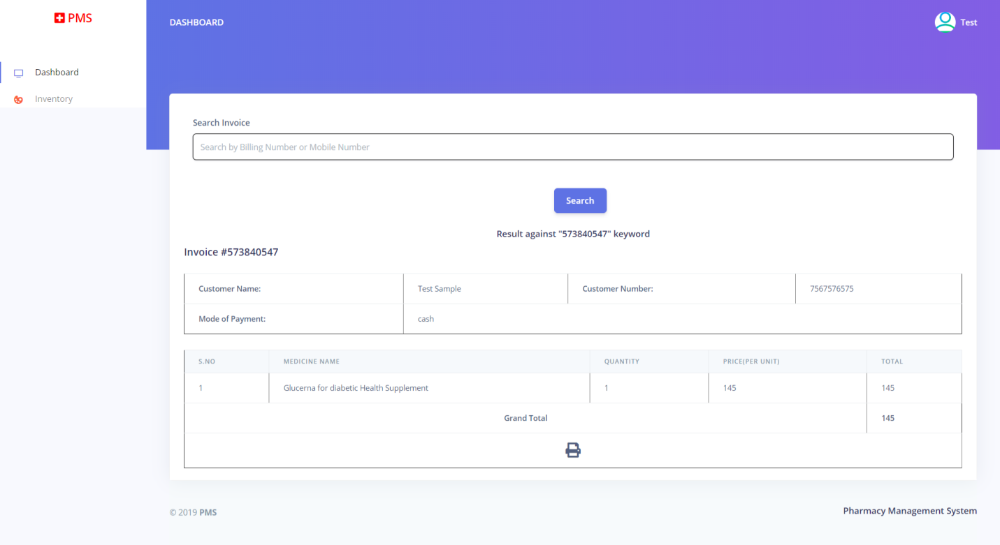 PMS
DASHBOARD
Test
Dashboard
Inventory
Search Invoice
Search by Billing Number or Mobile Number
Search
Result against "573840547" keyword
Invoice #573840547
Customer Name: Test Sample Customer Number: 7567576575
Mode of Payment: cash
S.NO MEDICINE NAME QUANTITY PRICE(PER UNIT) TOTAL
1 Glucerna for diabetic Health Supplement 1 145 145
Grand Total 145
© 2019 PMS
Pharmacy Management System